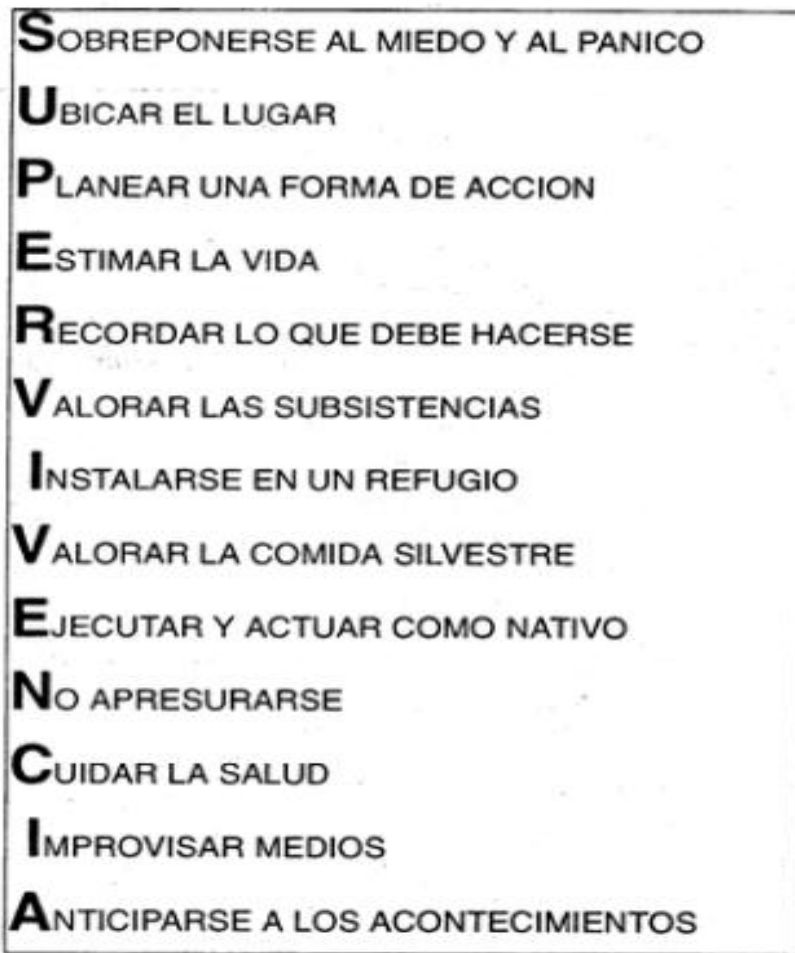 SOBREPONERSE AL MIEDO Y AL PANICO
UBICAR EL LUGAR
PLANEAR UNA FORMA DE ACCION
ESTIMAR LA VIDA
RECORDAR LO QUE DEBE HACERSE
VALORAR LAS SUBSISTENCIAS
INSTALARSE EN UN REFUGIO
VALORAR LA COMIDA SILVESTRE
EJECUTAR Y ACTUAR COMO NATIVO
NO APRESURARSE
CUIDAR LA SALUD
IMPROVISAR MEDIOS
ANTICIPARSE A LOS ACONTECIMIENTOS